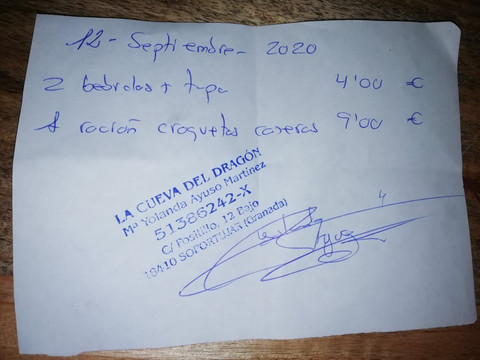 12 - Septiembre - 2020
2 bebidas + tapa 4'00 €
1 ración croquetas caseras 9'00 €
LA CUEVA DEL DRAGÓN
Mª Yolanda Ayuso Martínez
51386242-X
C/ Postillo, 12 Bajo
18410 SOPORTUJAR (Granada)